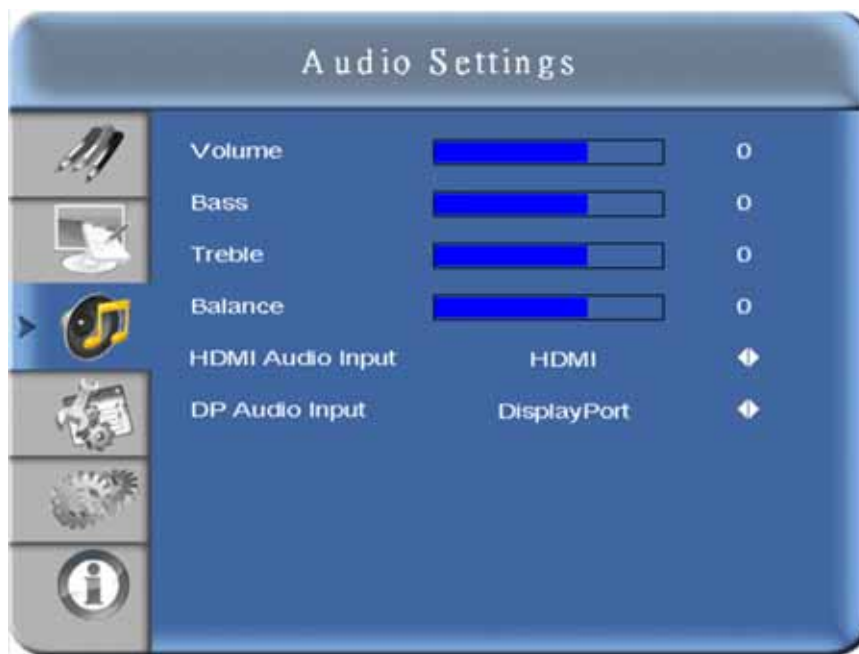 Audio Settings
Volume 0
Bass 0
Treble 0
Balance 0
HDMI Audio Input HDMI
DP Audio Input DisplayPort